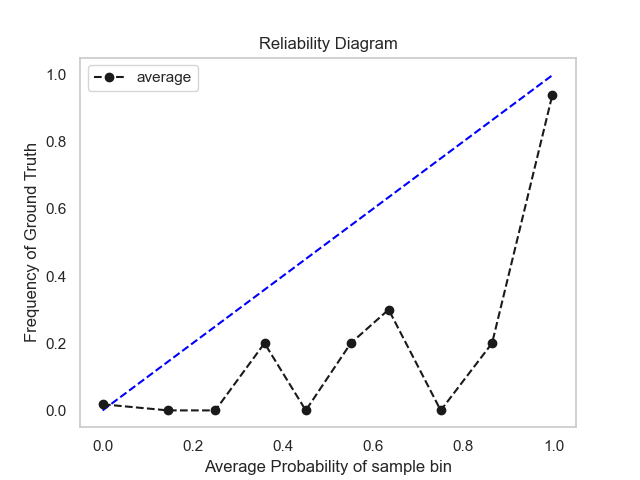 Reliability Diagram
average
1.0
0.8
0.6
0.4
0.2
0.0
Frequency of Ground Truth
0.0 0.2 0.4 0.6 0.8 1.0
Average Probability of sample bin